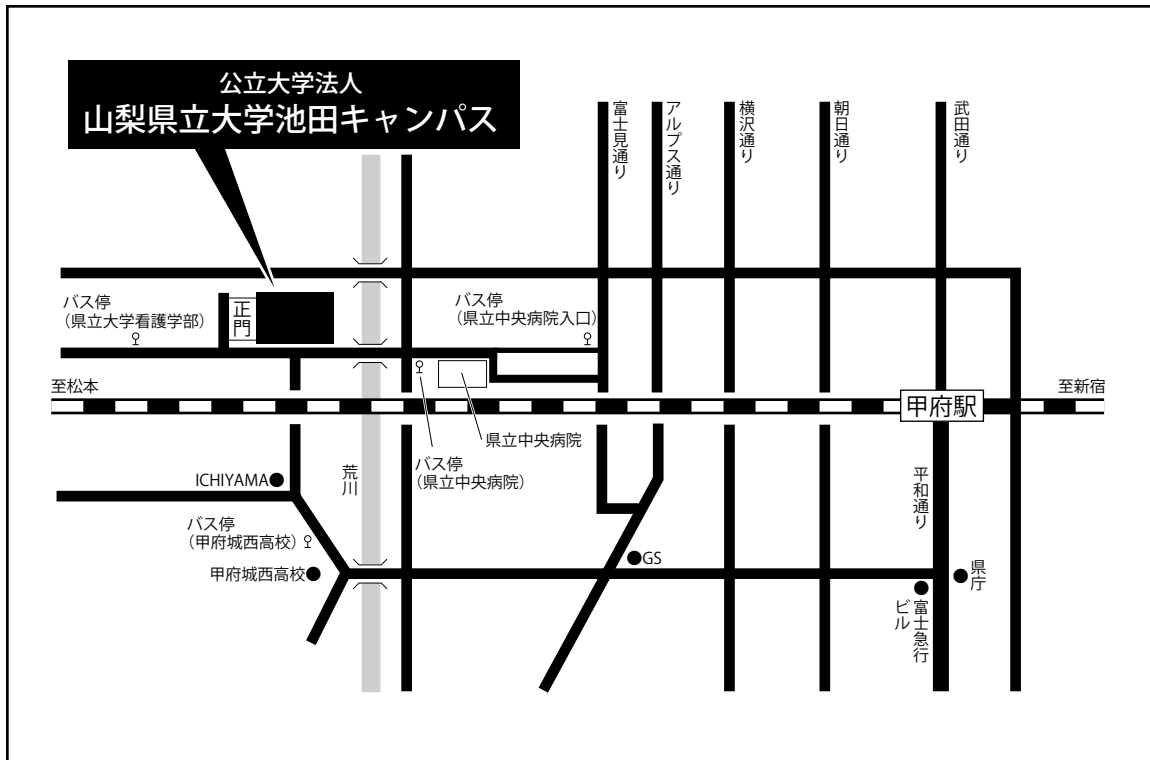 公立大学法人
山梨県立大学池田キャンパス
富士見通り
アルプス通り
横沢通り
朝日通り
武田通り
バス停
（県立大学看護学部）
正門
バス停
（県立中央病院入口）
至松本
至新宿
甲府駅
県立中央病院
バス停
（県立中央病院）
荒川
ICHIYAMA
平和通り
バス停
（甲府城西高校）
甲府城西高校
GS
県庁
富士急行
ビル